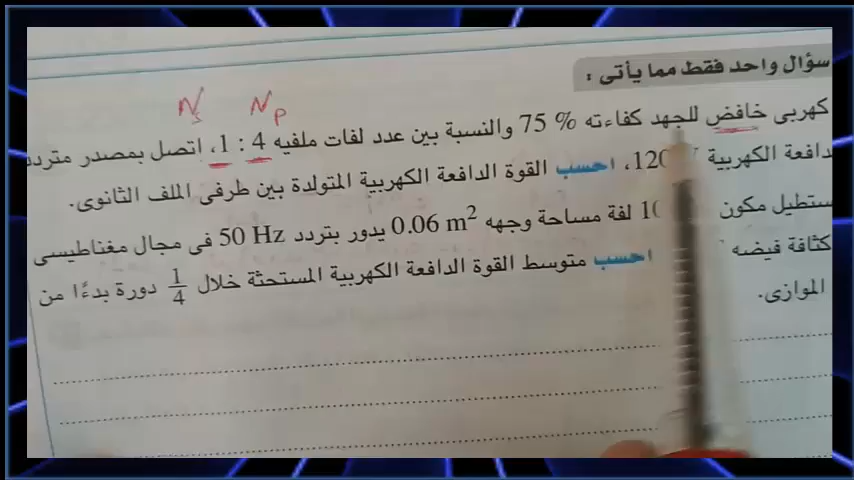 سؤال واحد فقط مما يأتى :
Ns Np
كهربى خافض للجهد كفاءته % 75 والنسبة بين عدد لفات ملفيه 4 : 1، اتصل بمصدر متردد
دافعة الكهربية 120، احسب القوة الدافعة الكهربية المتولدة بين طرفى الملف الثانوى.
ستطيل مكون لفة مساحة وجهه 0.06 m² يدور بتردد 50 Hz فى مجال مغناطيسى
كثافة فيضه احسب متوسط القوة الدافعة الكهربية المستحثة خلال 1/4 دورة بدءًا من
الموازى.